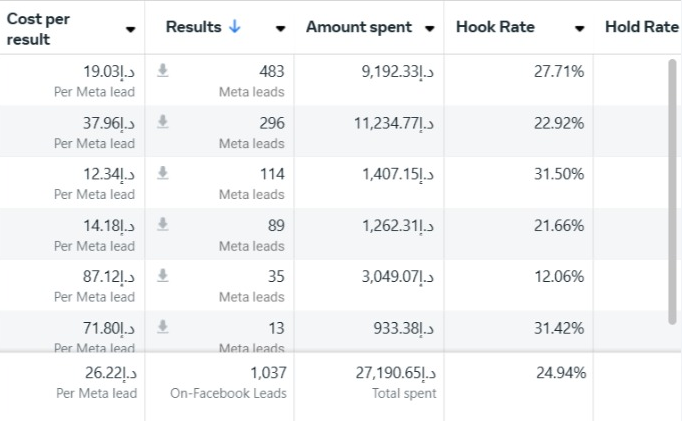 Cost per result Results Amount spent Hook Rate Hold Rate
19.03د.إ.‏ 483 9,192.33د.إ.‏ 27.71%
Per Meta lead Meta leads
37.96د.إ.‏ 296 11,234.77د.إ.‏ 22.92%
Per Meta lead Meta leads
12.34د.إ.‏ 114 1,407.15د.إ.‏ 31.50%
Per Meta lead Meta leads
14.18د.إ.‏ 89 1,262.31د.إ.‏ 21.66%
Per Meta lead Meta leads
87.12د.إ.‏ 35 3,049.07د.إ.‏ 12.06%
Per Meta lead Meta leads
71.80د.إ.‏ 13 933.38د.إ.‏ 31.42%
Per Meta lead Meta leads
26.22د.إ.‏ 1,037 27,190.65د.إ.‏ 24.94%
Per Meta lead On-Facebook Leads Total spent